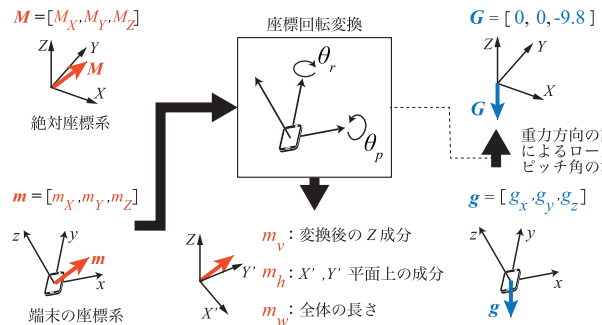 M=[M_X, M_Y, M_Z]
Z
Y
M
X
絶対座標系
m=[m_X, m_Y, m_Z]
z
y
m
x
端末の座標系
座標回転変換
θ_r
θ_p
Z
Y'
X'
m_v：変換後の Z 成分
m_h：X' ,Y' 平面上の成分
m_w：全体の長さ
G=[ 0, 0, -9.8]
Z
Y
X
G
重力方向の
によるロー
ピッチ角の
g=[g_x, g_y, g_z]
z
y
x
g